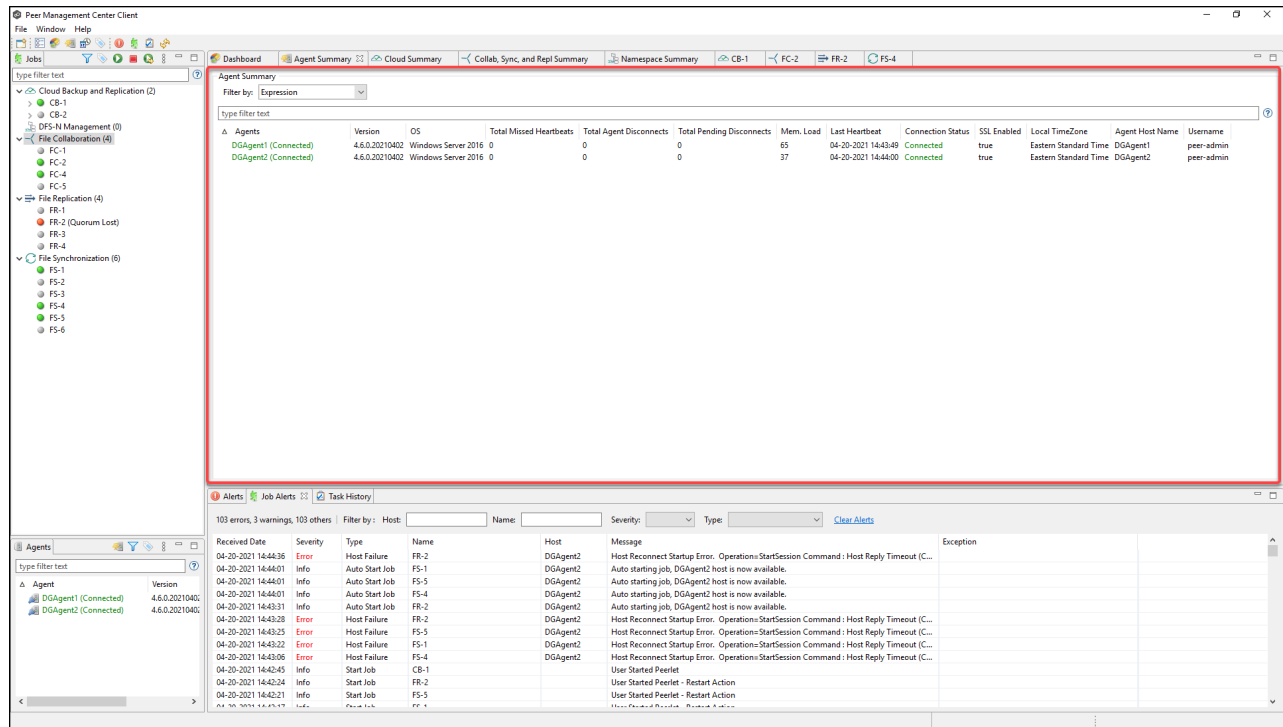 Peer Management Center Client
File Window Help
Jobs
type filter text
Cloud Backup and Replication (2)
CB-1
CB-2
DFS-N Management (0)
File Collaboration (4)
FC-1
FC-2
FC-4
FC-5
File Replication (4)
FR-1
FR-2 (Quorum Lost)
FR-3
FR-4
File Synchronization (6)
FS-1
FS-2
FS-3
FS-4
FS-5
FS-6
Dashboard Agent Summary Cloud Summary Collab, Sync, and Repl Summary Namespace Summary CB-1 FC-2 FR-2 FS-4
Agent Summary
Filter by: Expression
type filter text
Agents Version OS Total Missed Heartbeats Total Agent Disconnects Total Pending Disconnects Mem. Load Last Heartbeat Connection Status SSL Enabled Local TimeZone Agent Host Name Username
DGAgent1 (Connected) 4.6.0.20210402 Windows Server 2016 0 0 0 65 04-20-2021 14:43:49 Connected true Eastern Standard Time DGAgent1 peer-admin
DGAgent2 (Connected) 4.6.0.20210402 Windows Server 2016 0 0 0 37 04-20-2021 14:44:00 Connected true Eastern Standard Time DGAgent2 peer-admin
Agents
type filter text
Agent Version
DGAgent1 (Connected) 4.6.0.20210402
DGAgent2 (Connected) 4.6.0.20210402
Alerts Job Alerts Task History
103 errors, 3 warnings, 103 others Filter by : Host: Name: Severity: Type: Clear Alerts
Received Date Severity Type Name Host Message Exception
04-20-2021 14:44:36 Error Host Failure FR-2 DGAgent2 Host Reconnect Startup Error. Operation=StartSession Command : Host Reply Timeout (C...
04-20-2021 14:44:01 Info Auto Start Job FS-1 DGAgent2 Auto starting job, DGAgent2 host is now available.
04-20-2021 14:44:01 Info Auto Start Job FS-5 DGAgent2 Auto starting job, DGAgent2 host is now available.
04-20-2021 14:44:01 Info Auto Start Job FS-4 DGAgent2 Auto starting job, DGAgent2 host is now available.
04-20-2021 14:43:31 Info Auto Start Job FR-2 DGAgent2 Auto starting job, DGAgent2 host is now available.
04-20-2021 14:43:28 Error Host Failure FR-2 DGAgent2 Host Reconnect Startup Error. Operation=StartSession Command : Host Reply Timeout (C...
04-20-2021 14:43:25 Error Host Failure FS-5 DGAgent2 Host Reconnect Startup Error. Operation=StartSession Command : Host Reply Timeout (C...
04-20-2021 14:43:22 Error Host Failure FS-1 DGAgent2 Host Reconnect Startup Error. Operation=StartSession Command : Host Reply Timeout (C...
04-20-2021 14:43:06 Error Host Failure FS-4 DGAgent2 Host Reconnect Startup Error. Operation=StartSession Command : Host Reply Timeout (C...
04-20-2021 14:42:45 Info Start Job CB-1 User Started Peerlet
04-20-2021 14:42:24 Info Start Job FR-2 User Started Peerlet - Restart Action
04-20-2021 14:42:21 Info Start Job FS-5 User Started Peerlet - Restart Action
04-20-2021 14:42:17 Info Start Job FS-1 User Started Peerlet - Restart Action